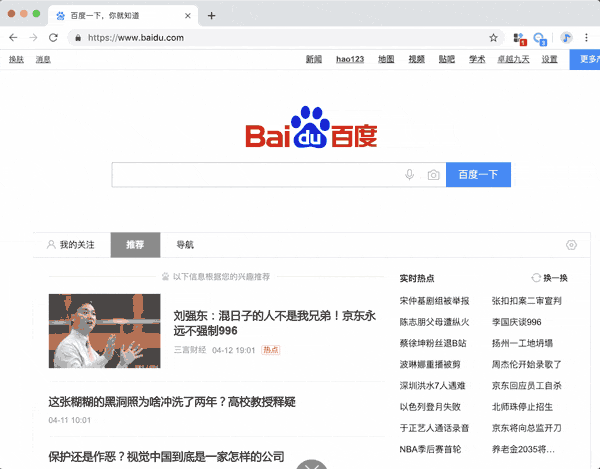 百度一下，你就知道
https://www.baidu.com
1
3
换肤 消息 新闻 hao123 地图 视频 贴吧 学术 卓越九天 设置 更多产
Bai du 百度
百度一下
我的关注 推荐 导航
以下信息根据您的兴趣推荐
刘强东：混日子的人不是我兄弟！京东永
远不强制996
三言财经 04-12 19:01 热点
这张糊糊的黑洞照为啥冲洗了两年？高校教授释疑
04-11 10:01
保护还是作恶？视觉中国到底是一家怎样的公司
实时热点 换一换
宋仲基剧组被举报 张扣扣案二审宣判
陈志朋父母遭纵火 李国庆谈996
蔡徐坤粉丝退B站 扬州一工地坍塌
波琳娜重播被剪 周杰伦开始录歌了
深圳洪水7人遇难 京东回应员工自杀
以色列登月失败 北师珠停止招生
于正艺人通话录音 京东将向总监开刀
NBA季后赛首轮 养老金2035将...